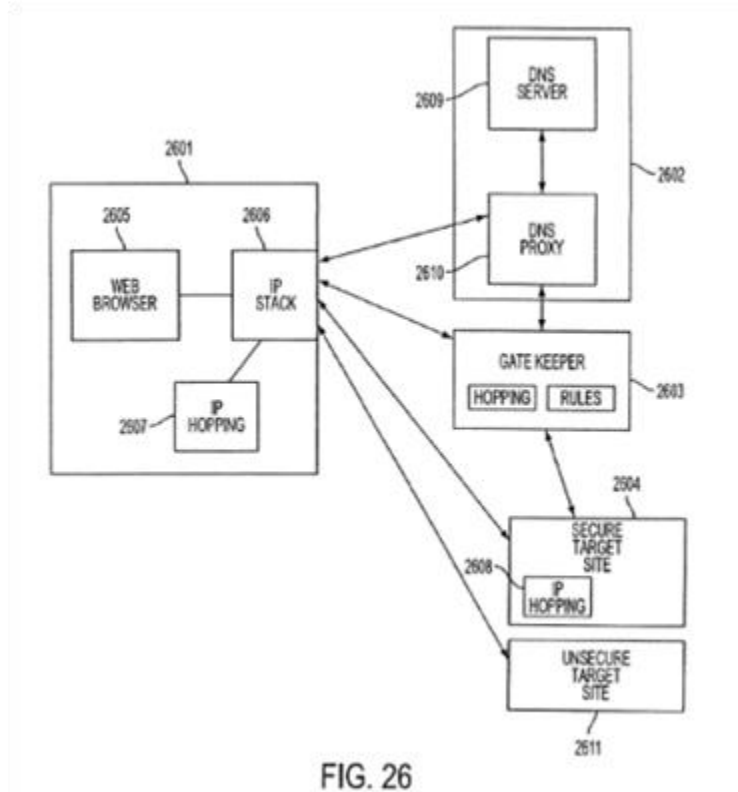 DNS
SERVER
2609
2601
2602
2605
2606
DNS
PROXY
2610
WEB
BROWSER
IP
STACK
GATE KEEPER
HOPPING
RULES
2603
IP
HOPPING
2607
2604
SECURE
TARGET
SITE
2608
IP
HOPPING
UNSECURE
TARGET
SITE
2611
FIG. 26